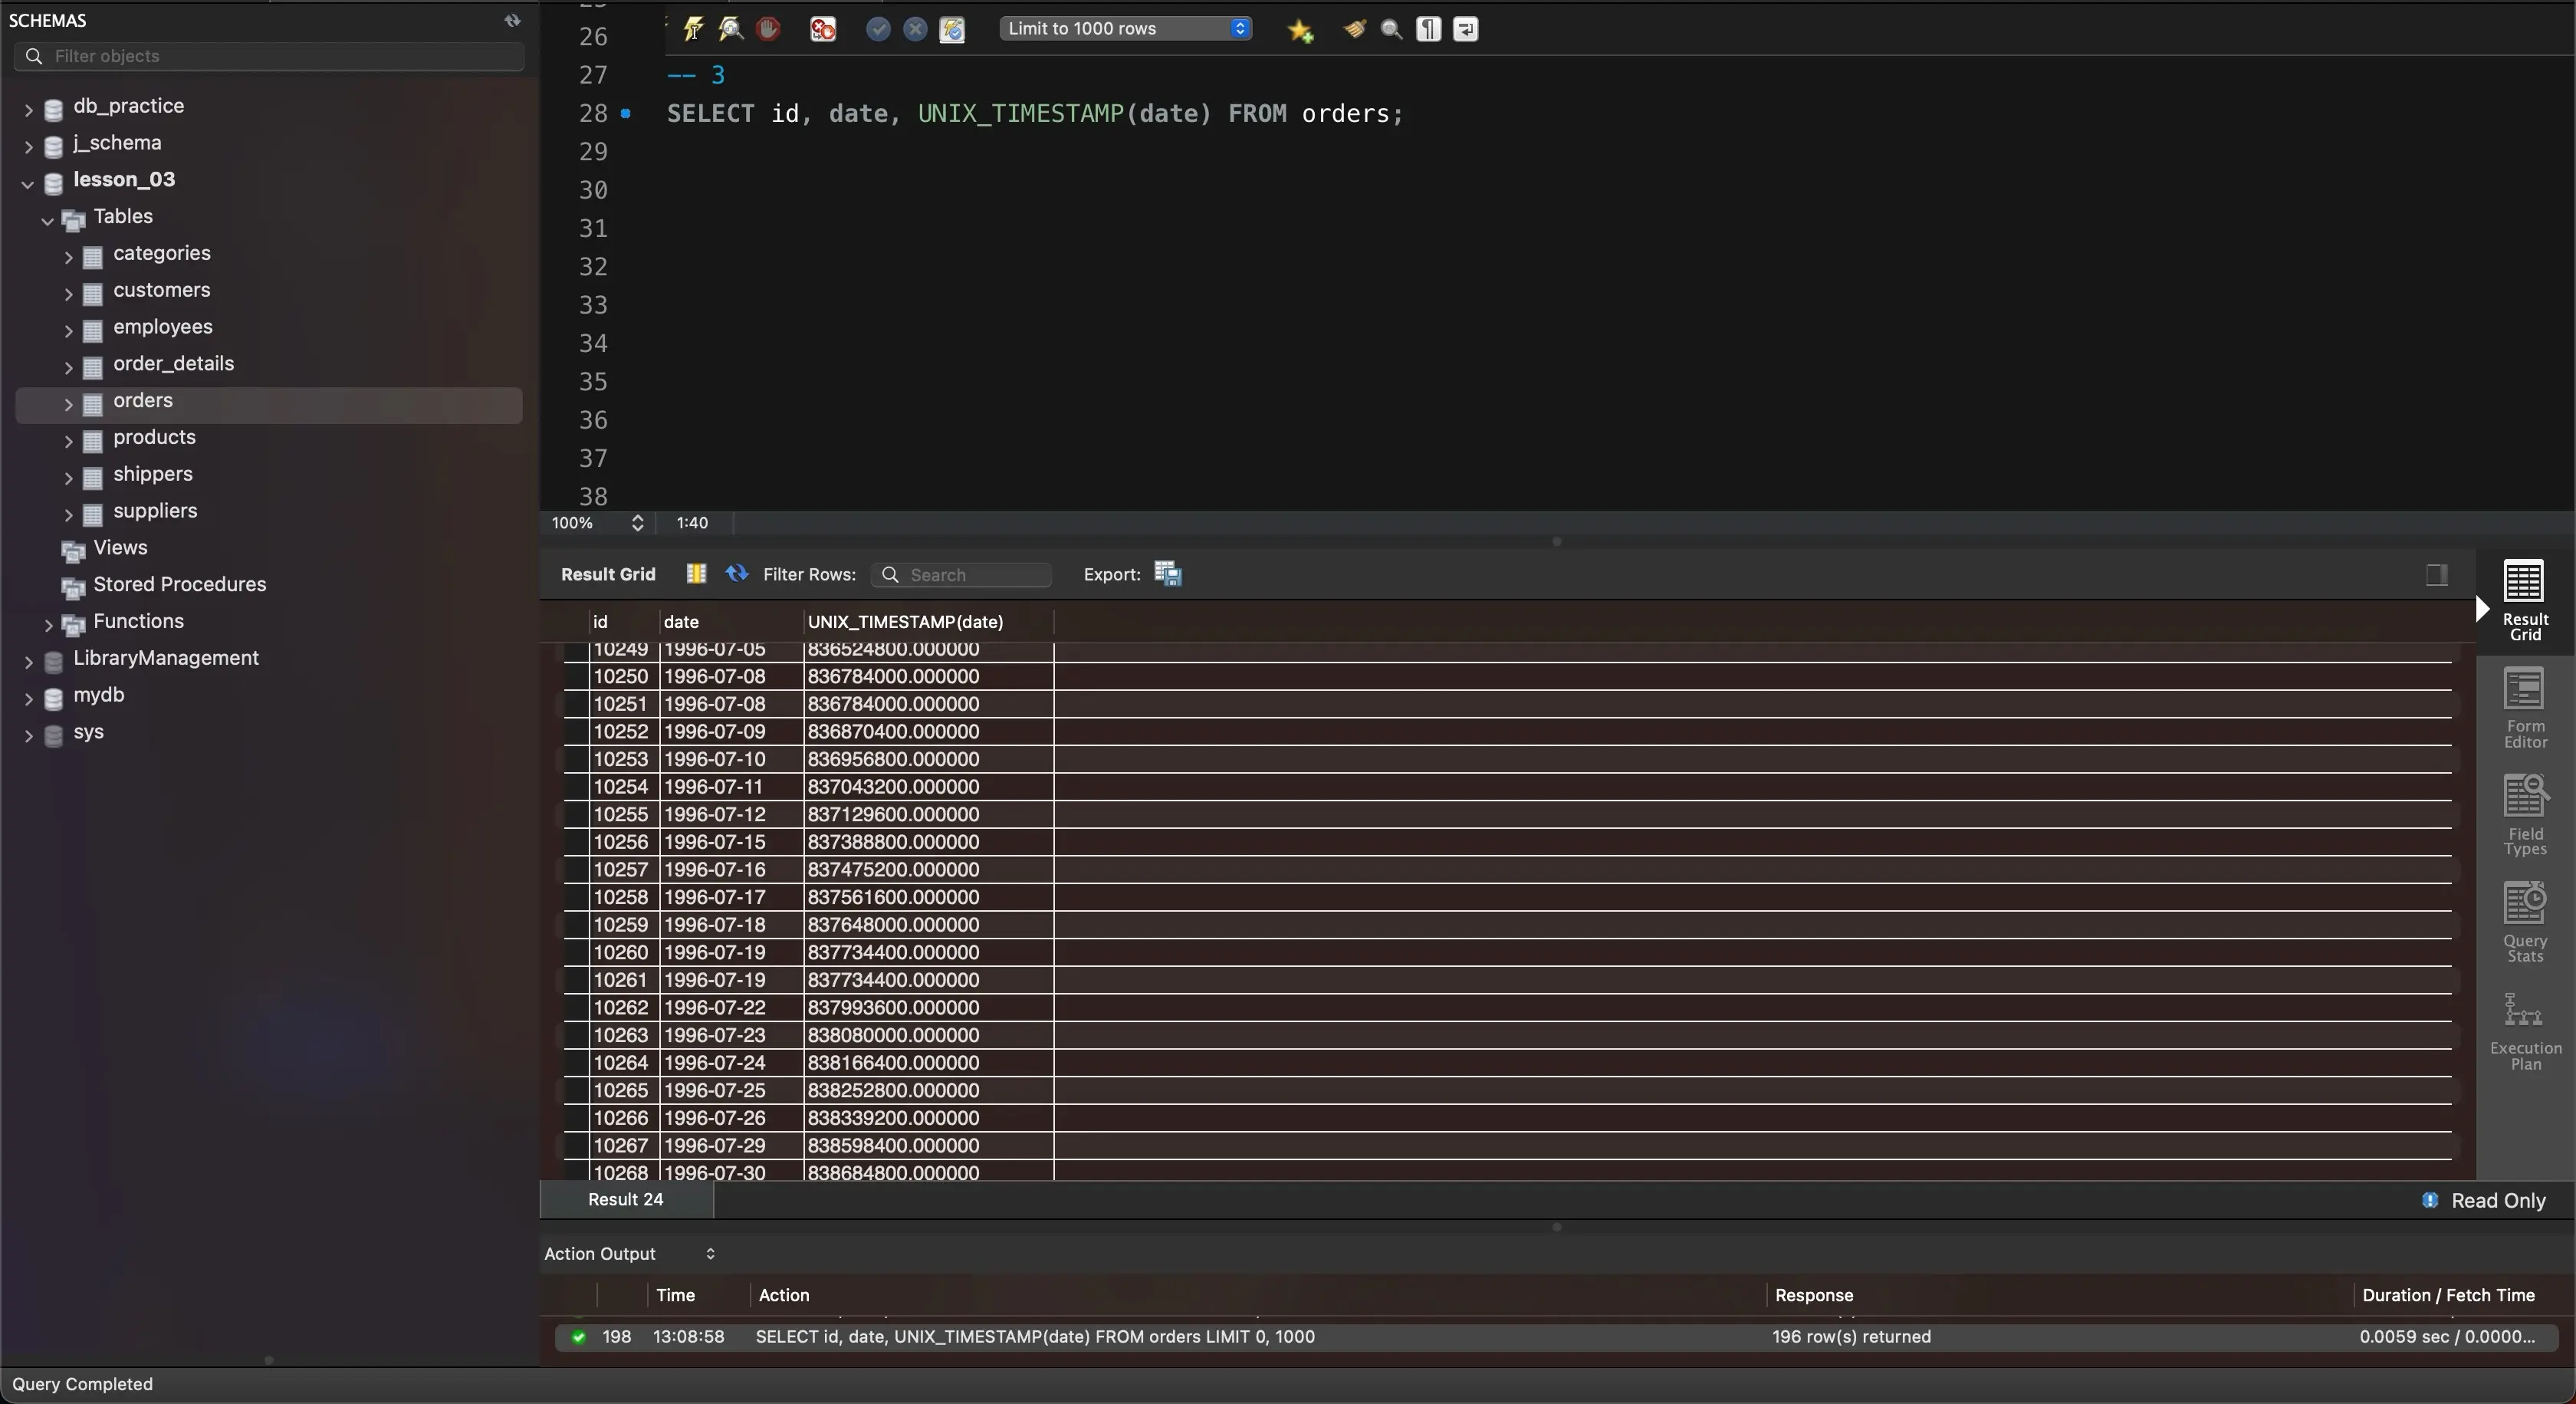 SCHEMAS
Filter objects
db_practice
j_schema
lesson_03
Tables
categories
customers
employees
order_details
orders
products
shippers
suppliers
Views
Stored Procedures
Functions
LibraryManagement
mydb
sys
Limit to 1000 rows
26
27 -- 3
28 SELECT id, date, UNIX_TIMESTAMP(date) FROM orders;
29
30
31
32
33
34
35
36
37
38
100% 1:40
Result Grid Filter Rows: Search Export:
id date UNIX_TIMESTAMP(date)
10249 1996-07-05 836524800.000000
10250 1996-07-08 836784000.000000
10251 1996-07-08 836784000.000000
10252 1996-07-09 836870400.000000
10253 1996-07-10 836956800.000000
10254 1996-07-11 837043200.000000
10255 1996-07-12 837129600.000000
10256 1996-07-15 837388800.000000
10257 1996-07-16 837475200.000000
10258 1996-07-17 837561600.000000
10259 1996-07-18 837648000.000000
10260 1996-07-19 837734400.000000
10261 1996-07-19 837734400.000000
10262 1996-07-22 837993600.000000
10263 1996-07-23 838080000.000000
10264 1996-07-24 838166400.000000
10265 1996-07-25 838252800.000000
10266 1996-07-26 838339200.000000
10267 1996-07-29 838598400.000000
10268 1996-07-30 838684800.000000
Result
Grid
Form
Editor
Field
Types
Query
Stats
Execution
Plan
Result 24 Read Only
Action Output
Time Action Response Duration / Fetch Time
198 13:08:58 SELECT id, date, UNIX_TIMESTAMP(date) FROM orders LIMIT 0, 1000 196 row(s) returned 0.0059 sec / 0.0000...
Query Completed